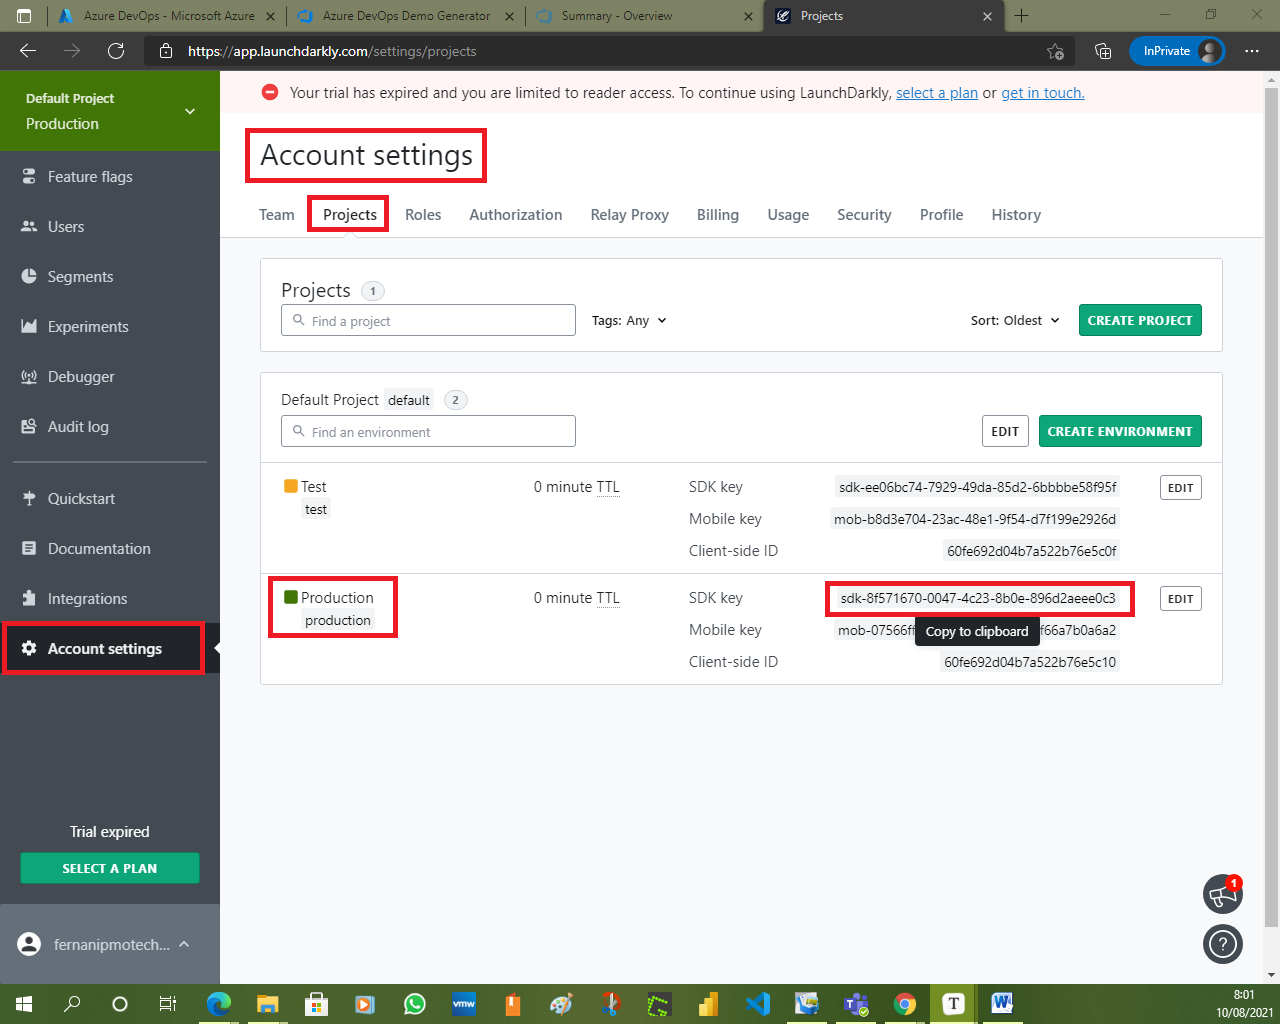 Azure DevOps - Microsoft Azure
Azure DevOps Demo Generator
Summary - Overview
Projects
https://app.launchdarkly.com/settings/projects
InPrivate
Default Project
Production
Your trial has expired and you are limited to reader access. To continue using LaunchDarkly, select a plan or get in touch.
Account settings
Team Projects Roles Authorization Relay Proxy Billing Usage Security Profile History
Feature flags
Users
Segments
Experiments
Debugger
Audit log
Quickstart
Documentation
Integrations
Account settings
Trial expired
SELECT A PLAN
fernanipmotech...
Projects 1
Find a project
Tags: Any
Sort: Oldest
CREATE PROJECT
Default Project default 2
Find an environment
EDIT
CREATE ENVIRONMENT
Test
test
0 minute TTL
SDK key sdk-ee06bc74-7929-49da-85d2-6bbbbe58f95f
EDIT
Mobile key mob-b8d3e704-23ac-48e1-9f54-d7f199e2926d
Client-side ID 60fe692d04b7a522b76e5c0f
Production
production
0 minute TTL
SDK key sdk-8f571670-0047-4c23-8b0e-896d2aeee0c3
EDIT
Mobile key mob-07566ff f66a7b0a6a2
Copy to clipboard
Client-side ID 60fe692d04b7a522b76e5c10
1
?
vmw
T
W
8:01
10/08/2021